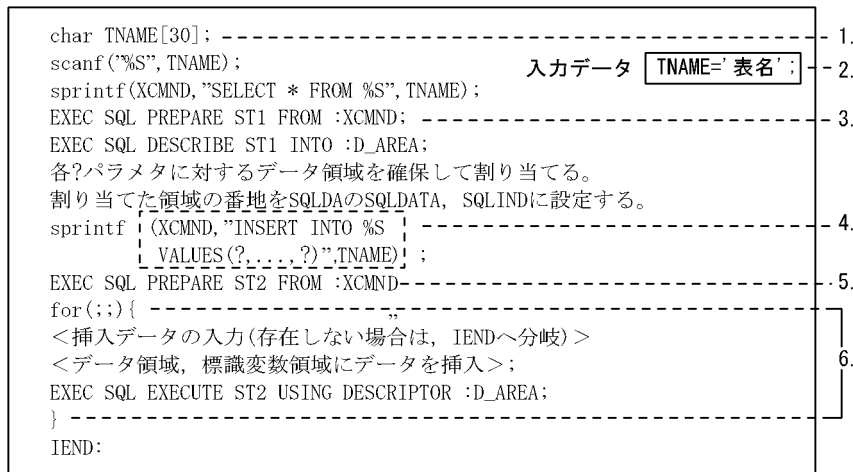 char TNAME[30]; 1.
scanf("%S",TNAME); 入力データ TNAME='表名'; 2.
sprintf(XCMND,"SELECT * FROM %S",TNAME);
EXEC SQL PREPARE ST1 FROM :XCMND; 3.
EXEC SQL DESCRIBE ST1 INTO :D_AREA;
各?パラメタに対するデータ領域を確保して割り当てる。
割り当てた領域の番地をSQLDAのSQLDATA, SQLINDに設定する。
sprintf (XCMND,"INSERT INTO %S 4.
VALUES(?,...,?)",TNAME) ;
EXEC SQL PREPARE ST2 FROM :XCMND 5.
for(;;){ ,,
<挿入データの入力(存在しない場合は, IENDへ分岐)>
<データ領域, 標識変数領域にデータを挿入>; 6.
EXEC SQL EXECUTE ST2 USING DESCRIPTOR :D_AREA;
}
IEND: